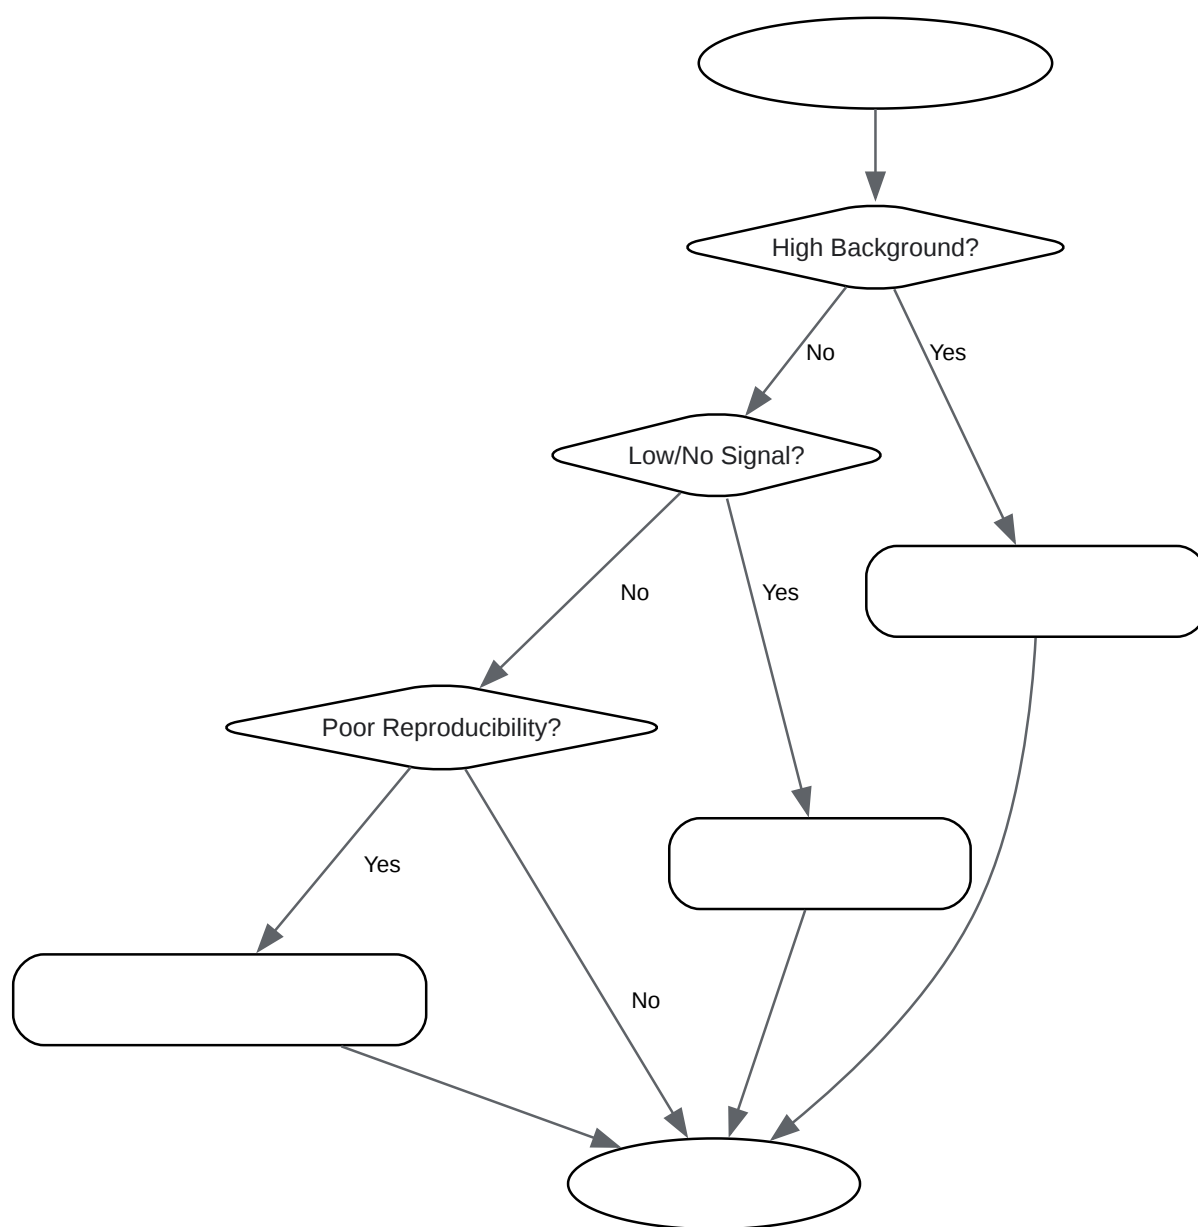 High Background?
No
Yes
Low/No Signal?
No
Yes
Poor Reproducibility?
Yes
No